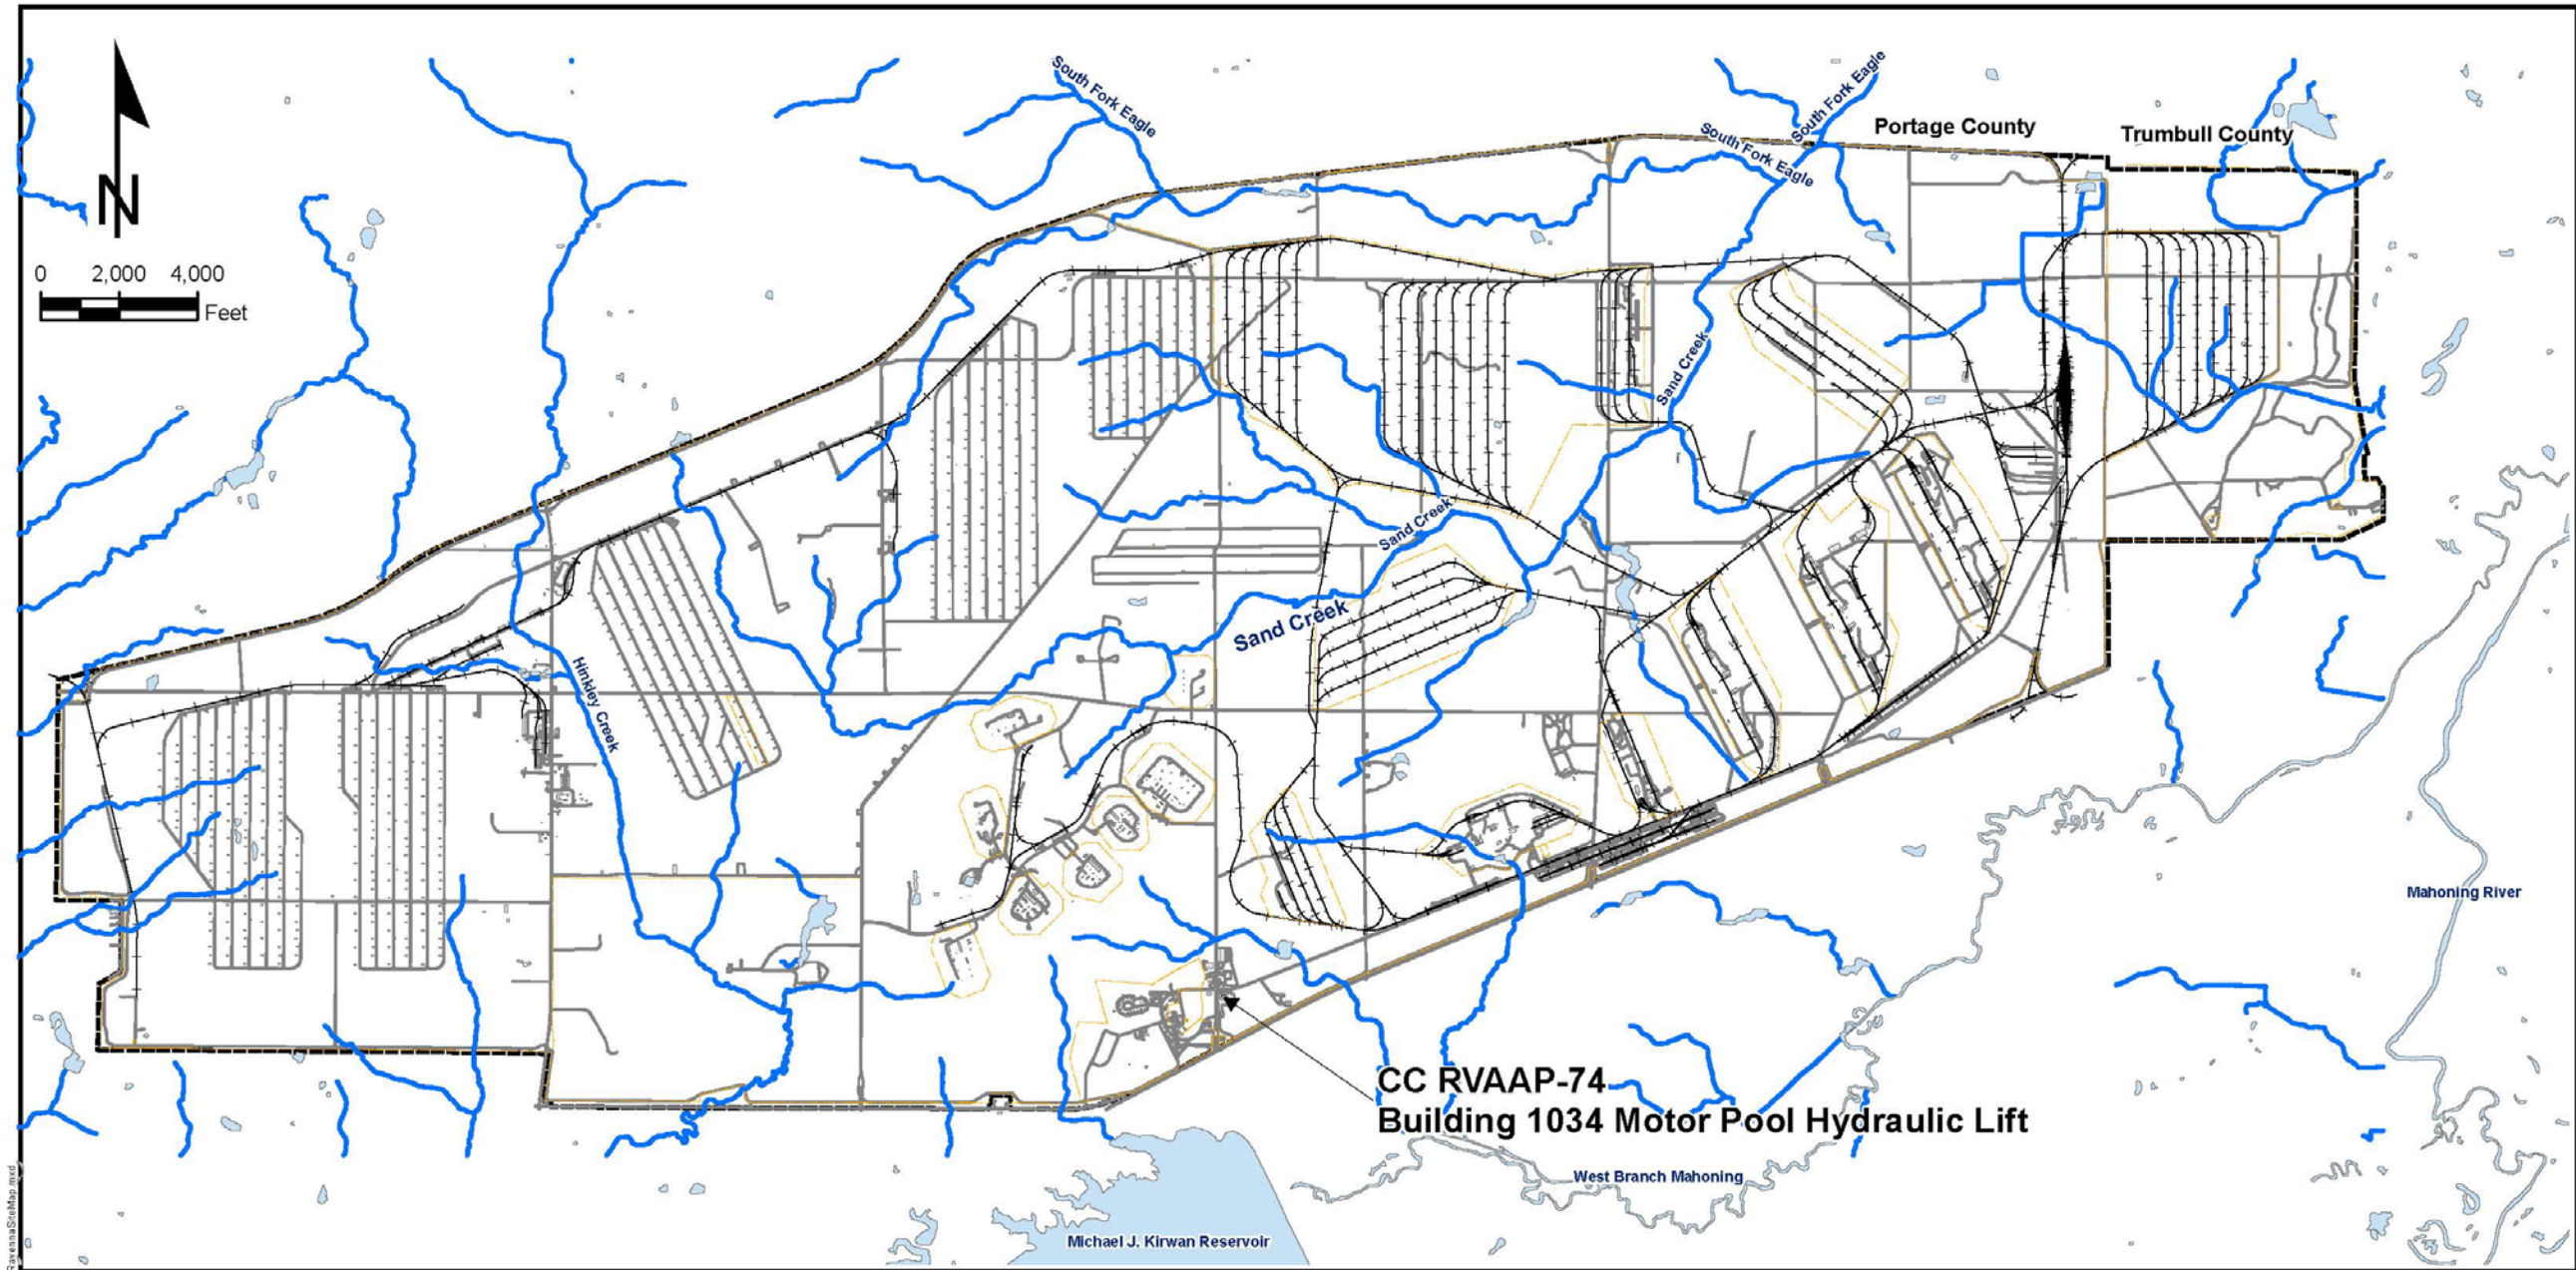 South Fork Eagle
South Fork Eagle
South Fork Eagle
Portage County
Trumbull County
N
0 2,000 4,000
Feet
Sand Creek
Sand Creek
Sand Creek
Hinkley Creek
Mahoning River
CC RVAAP-74
Building 1034 Motor Pool Hydraulic Lift
West Branch Mahoning
Michael J. Kirwan Reservoir
RavennaSiteMap.mxd